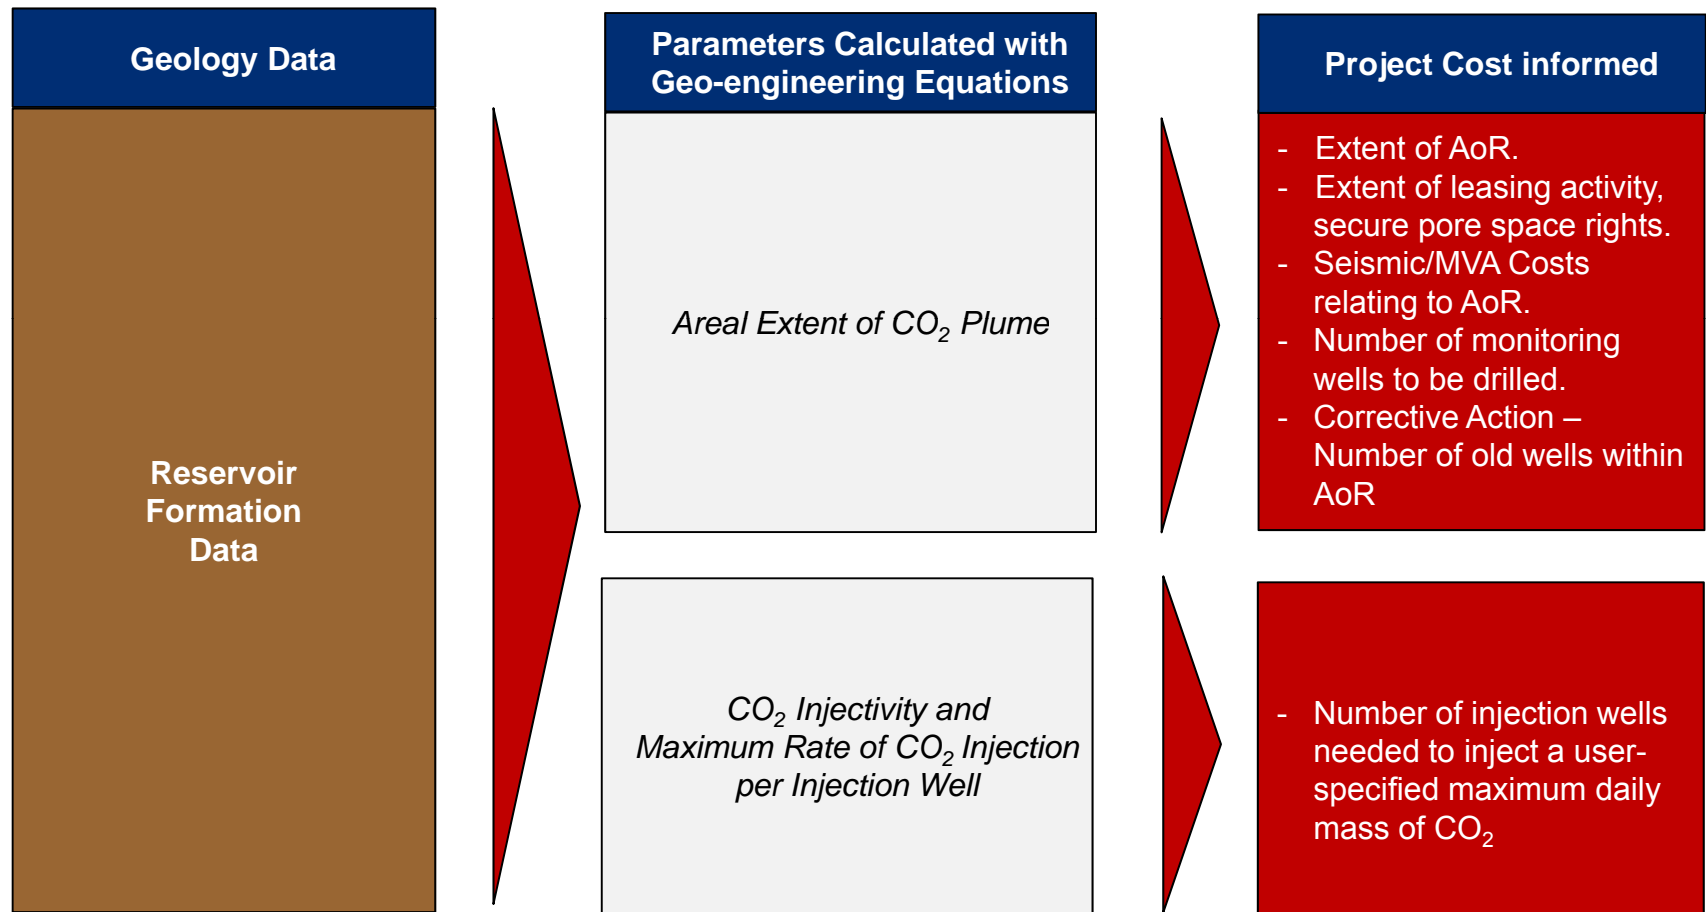 Geology Data
Reservoir
Formation
Data
Parameters Calculated with
Geo-engineering Equations
Areal Extent of CO₂ Plume
CO₂ Injectivity and
Maximum Rate of CO₂ Injection
per Injection Well
Project Cost informed
- Extent of AoR.
- Extent of leasing activity,
secure pore space rights.
- Seismic/MVA Costs
relating to AoR.
- Number of monitoring
wells to be drilled.
- Corrective Action –
Number of old wells within
AoR
- Number of injection wells
needed to inject a user-
specified maximum daily
mass of CO₂